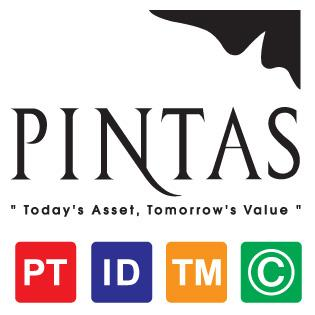 PINTAS
" Today's Asset, Tomorrow's Value "
PT ID TM ©